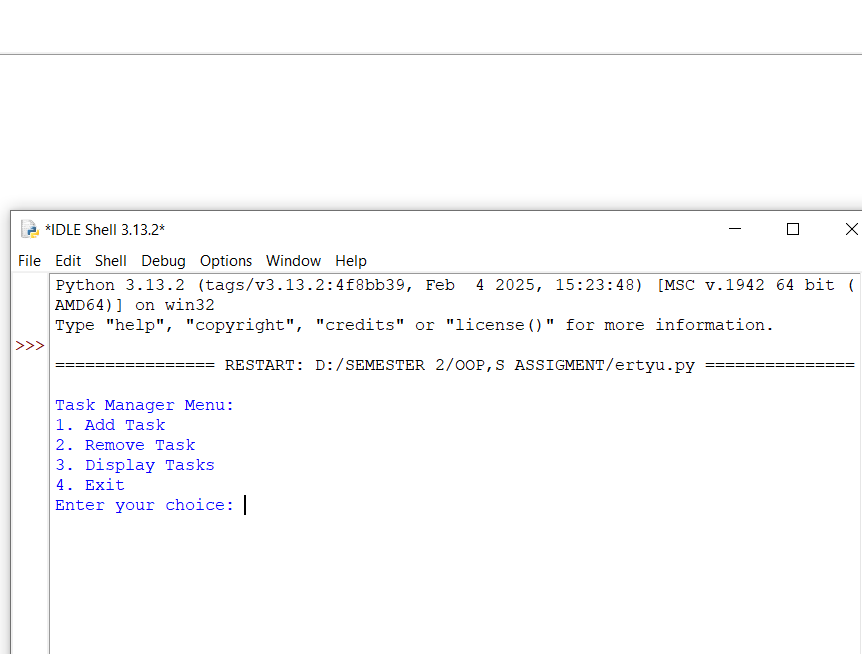 *IDLE Shell 3.13.2*
File Edit Shell Debug Options Window Help
Python 3.13.2 (tags/v3.13.2:4f8bb39, Feb  4 2025, 15:23:48) [MSC v.1942 64 bit (
AMD64)] on win32
Type "help", "copyright", "credits" or "license()" for more information.
>>>
================ RESTART: D:/SEMESTER 2/OOP,S ASSIGMENT/ertyu.py ===============
Task Manager Menu:
1. Add Task
2. Remove Task
3. Display Tasks
4. Exit
Enter your choice: